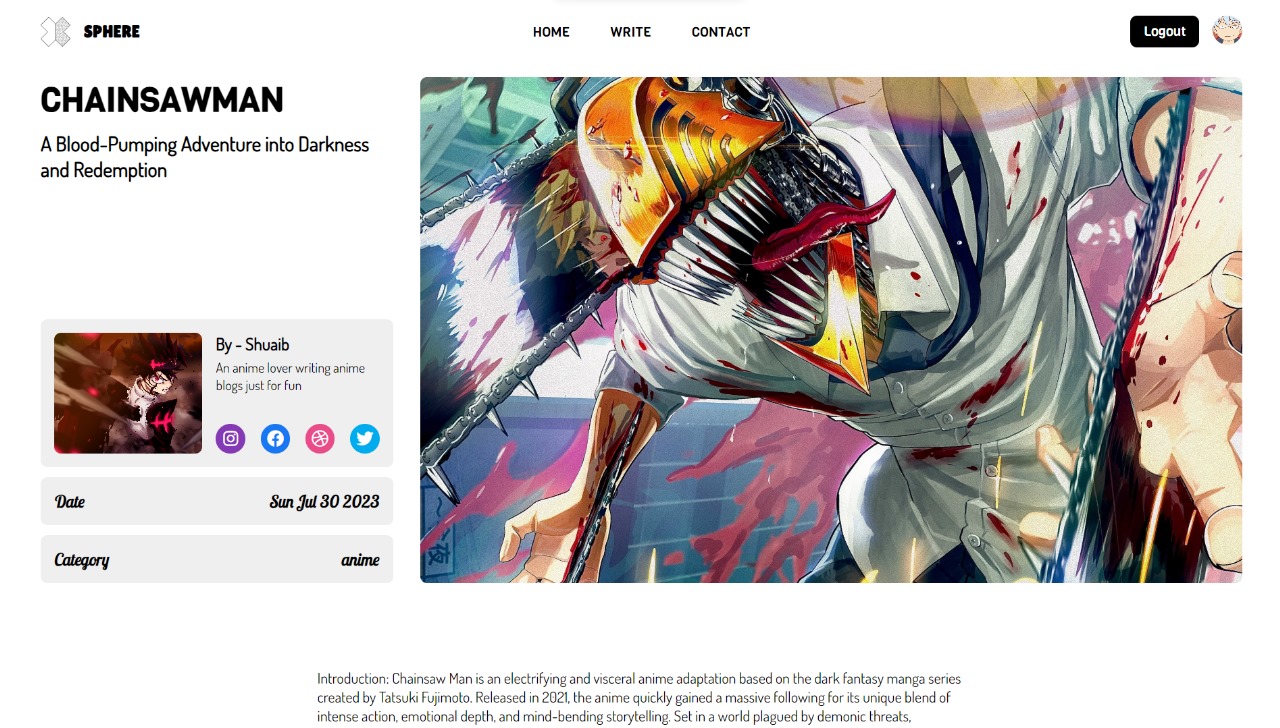 SPHERE
HOME WRITE CONTACT
Logout
CHAINSAWMAN
A Blood-Pumping Adventure into Darkness
and Redemption
By - Shuaib
An anime lover writing anime
blogs just for fun
Date Sun Jul 30 2023
Category anime
Introduction: Chainsaw Man is an electrifying and visceral anime adaptation based on the dark fantasy manga series
created by Tatsuki Fujimoto. Released in 2021, the anime quickly gained a massive following for its unique blend of
intense action, emotional depth, and mind-bending storytelling. Set in a world plagued by demonic threats,